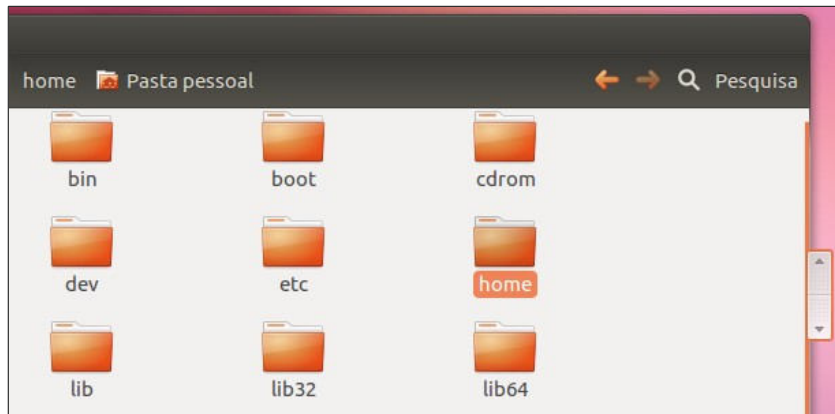 home Pasta pessoal Pesquisa
bin boot cdrom
dev etc home
lib lib32 lib64